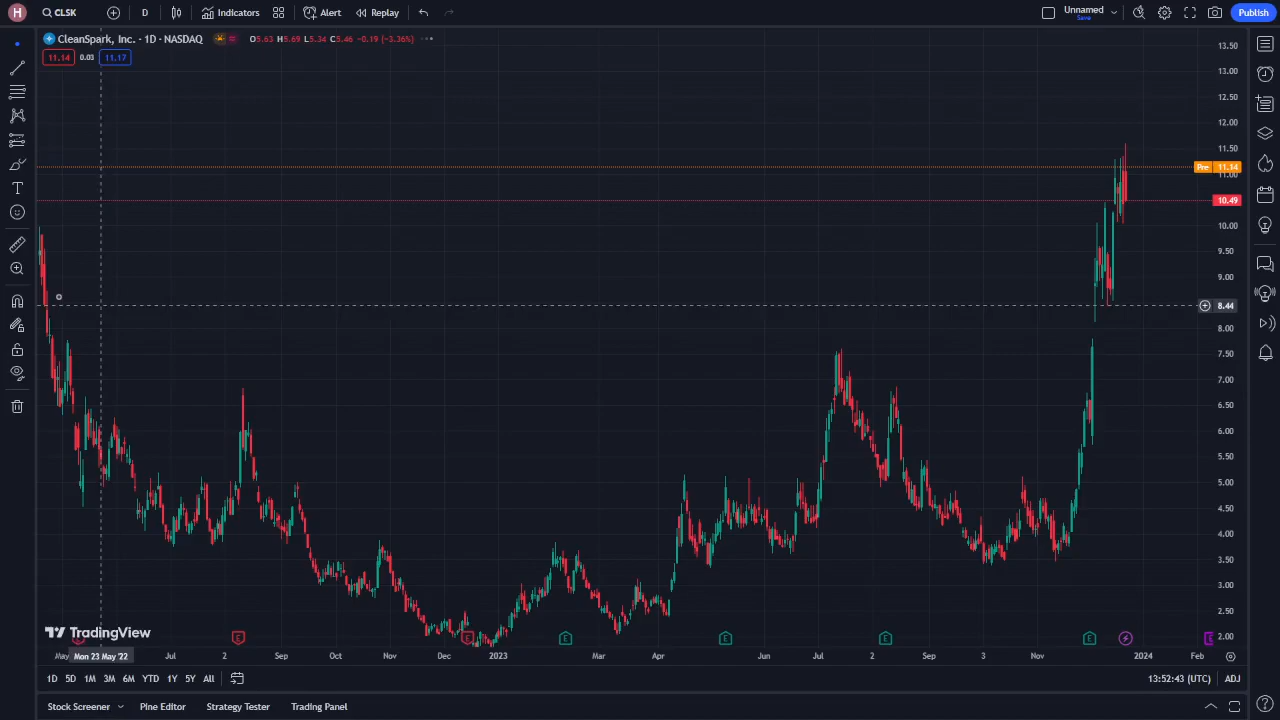 H CLSK D Indicators Alert Replay Unnamed Save Publish
CleanSpark, Inc. · 1D · NASDAQ O5.63 H5.69 L5.34 C5.46 −0.19 (−3.36%)
11.14 0.03 11.17
13.50
13.00
12.50
12.00
11.50
Pre 11.14
11.00
10.49
10.00
9.50
9.00
8.44
8.00
7.50
7.00
6.50
6.00
5.50
5.00
4.50
4.00
3.50
3.00
2.50
2.00
TradingView
E E E E E E
May Mon 23 May '22 Jul 2 Sep Oct Nov Dec 2023 Mar Apr Jun Jul 2 Sep 3 Nov 2024 Feb
1D 5D 1M 3M 6M YTD 1Y 5Y All 13:52:43 (UTC) ADJ
Stock Screener Pine Editor Strategy Tester Trading Panel